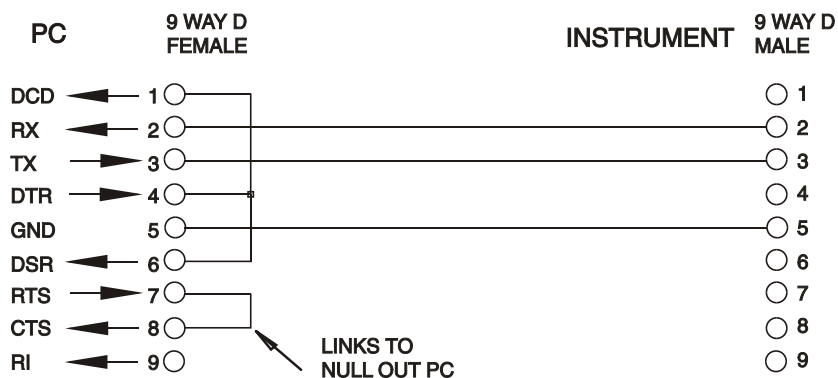 PC
9 WAY D
FEMALE
INSTRUMENT
9 WAY D
MALE
DCD 1 1
RX 2 2
TX 3 3
DTR 4 4
GND 5 5
DSR 6 6
RTS 7 7
CTS 8 8
RI 9 9
LINKS TO
NULL OUT PC